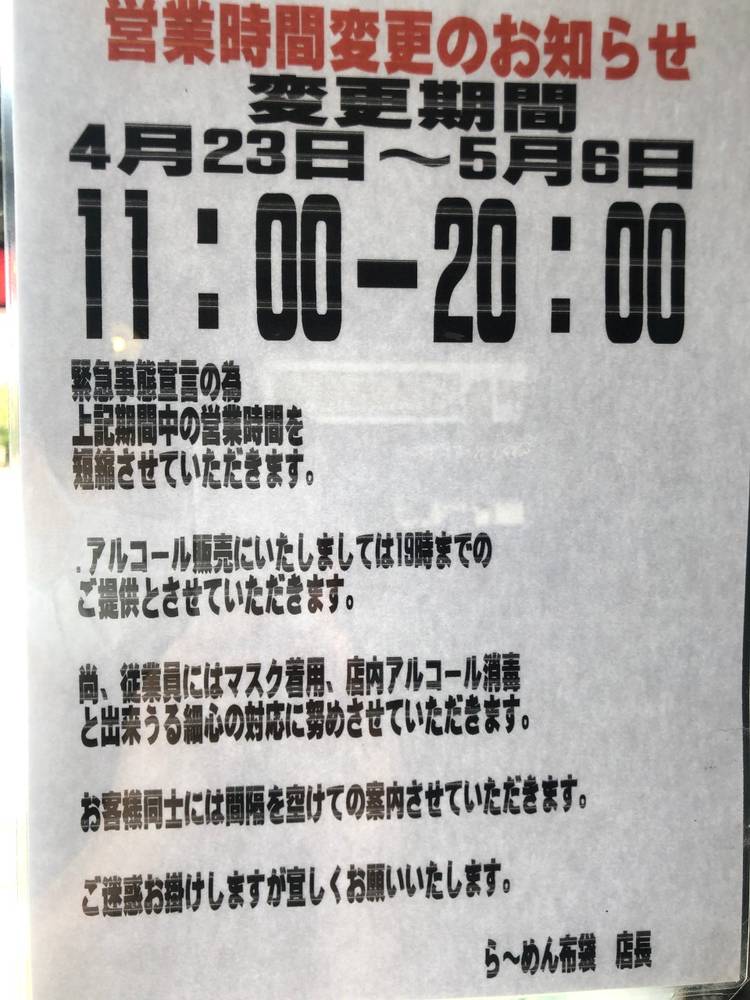 営業時間変更のお知らせ
変更期間
4月23日〜5月6日
11：00－20：00
緊急事態宣言の為
上記期間中の営業時間を
短縮させていただきます。
.アルコール販売にいたしましては19時までの
ご提供とさせていただきます。
尚、従業員にはマスク着用、店内アルコール消毒
と出来うる細心の対応に努めさせていただきます。
お客様同士には間隔を空けての案内させていただきます。
ご迷惑お掛けしますが宜しくお願いいたします。
ら〜めん布袋　店長